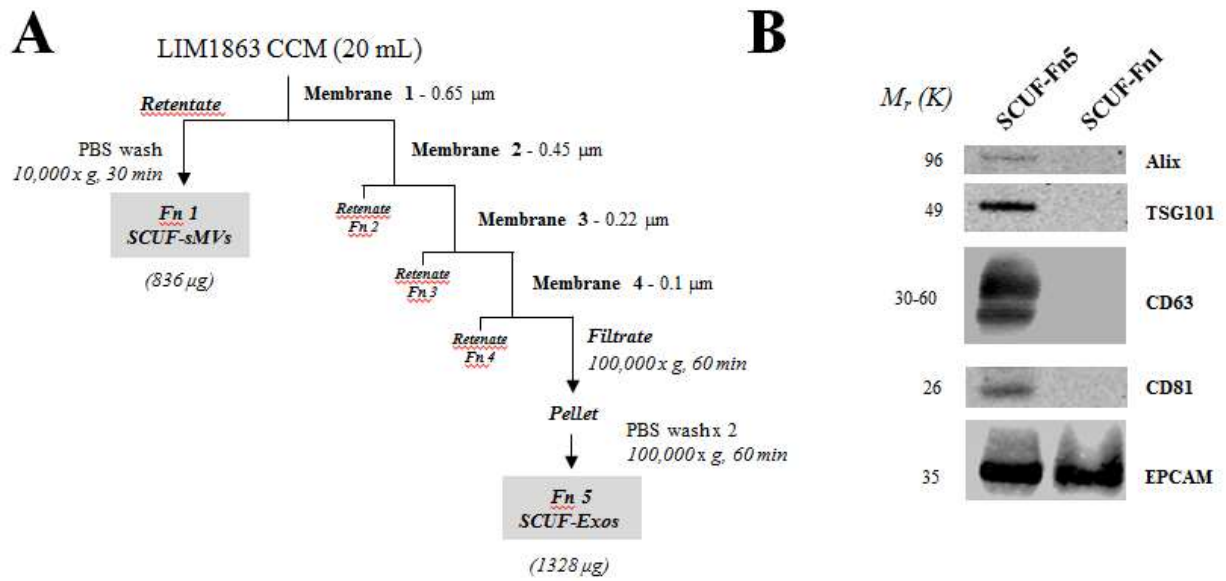 A
LIM1863 CCM (20 mL)
Retentate
Membrane 1 - 0.65 µm
PBS wash
10,000 x g, 30 min
Fn 1
SCUF-sMVs
(836 µg)
Membrane 2 - 0.45 µm
Retenate
Fn 2
Membrane 3 - 0.22 µm
Retenate
Fn 3
Membrane 4 - 0.1 µm
Retenate
Fn 4
Filtrate
100,000 x g, 60 min
Pellet
PBS wash x 2
100,000 x g, 60 min
Fn 5
SCUF-Exos
(1328 µg)
B
Mr (K)
SCUF-Fn5
SCUF-Fn1
96 Alix
49 TSG101
30-60 CD63
26 CD81
35 EPCAM